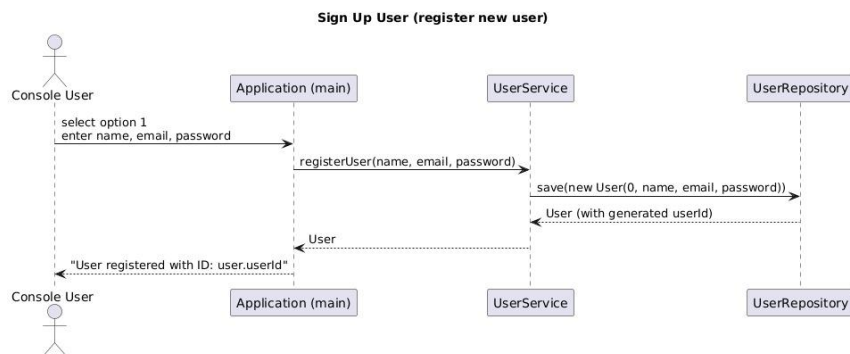 Sign Up User (register new user)
Console User
Application (main)
UserService
UserRepository
select option 1
enter name, email, password
registerUser(name, email, password)
save(new User(0, name, email, password))
User (with generated userId)
User
"User registered with ID: user.userId"
Console User
Application (main)
UserService
UserRepository